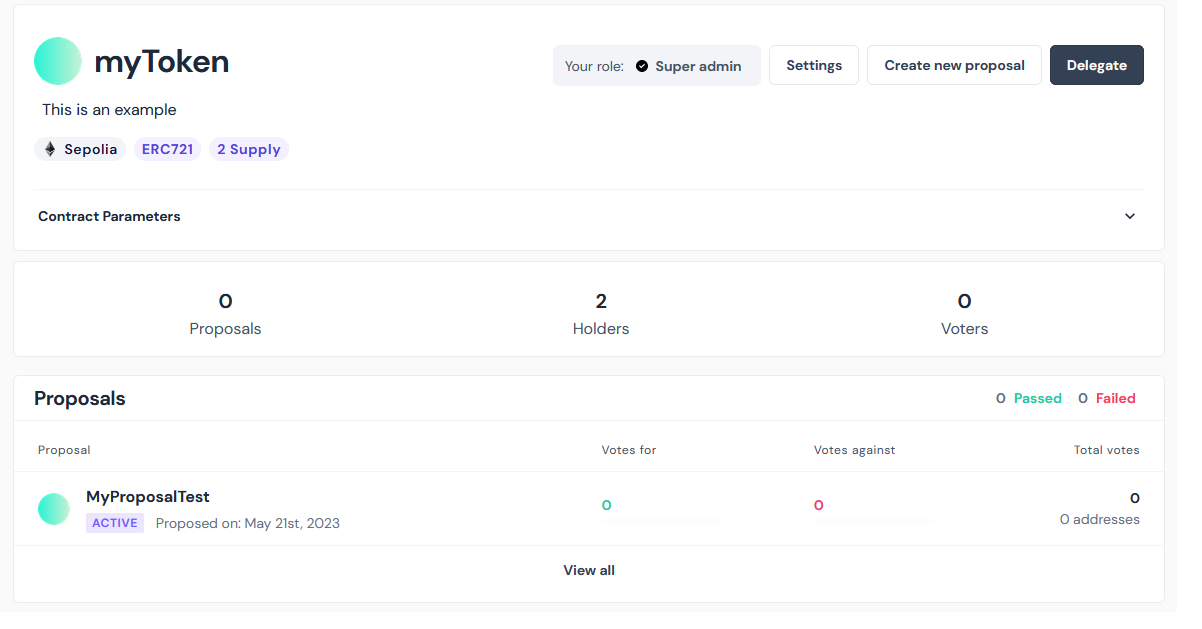 myToken
Your role: Super admin Settings Create new proposal Delegate
This is an example
Sepolia ERC721 2 Supply
Contract Parameters
0 2 0
Proposals Holders Voters
Proposals 0 Passed 0 Failed
Proposal Votes for Votes against Total votes
MyProposalTest 0 0 0
ACTIVE Proposed on: May 21st, 2023 0 addresses
View all